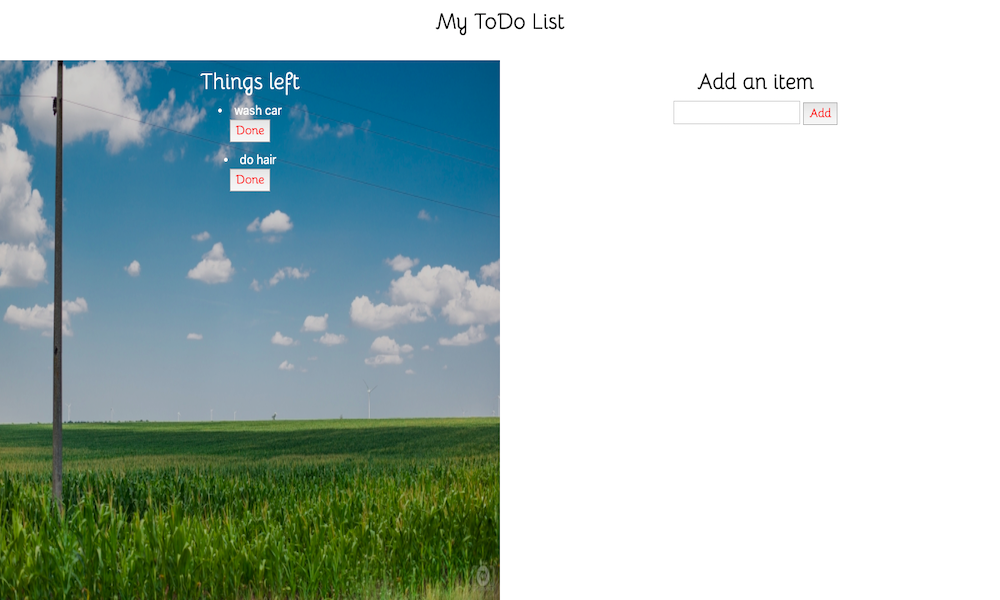 My ToDo List
Things left
wash car
Done
do hair
Done
Add an item
Add